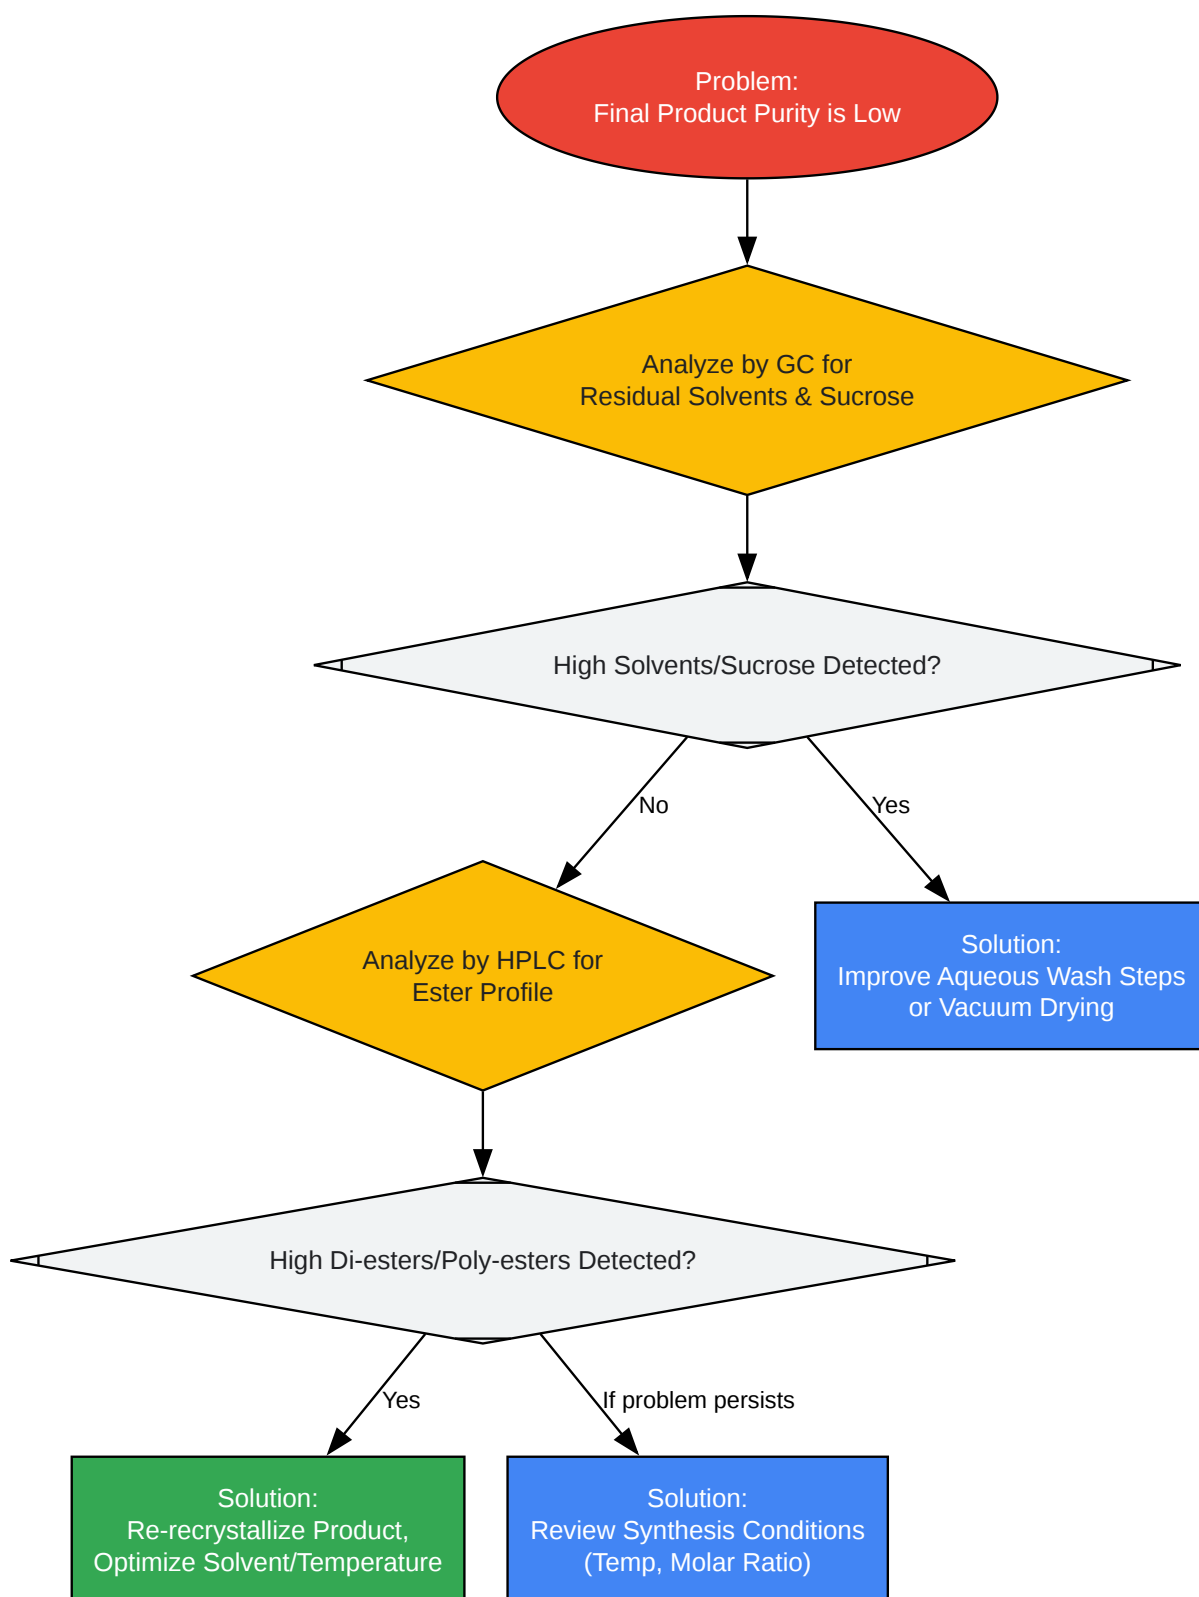 Problem:
Final Product Purity is Low
Analyze by GC for
Residual Solvents & Sucrose
High Solvents/Sucrose Detected?
No
Yes
Analyze by HPLC for
Ester Profile
Solution:
Improve Aqueous Wash Steps
or Vacuum Drying
High Di-esters/Poly-esters Detected?
Yes
If problem persists
Solution:
Re-recrystallize Product,
Optimize Solvent/Temperature
Solution:
Review Synthesis Conditions
(Temp, Molar Ratio)